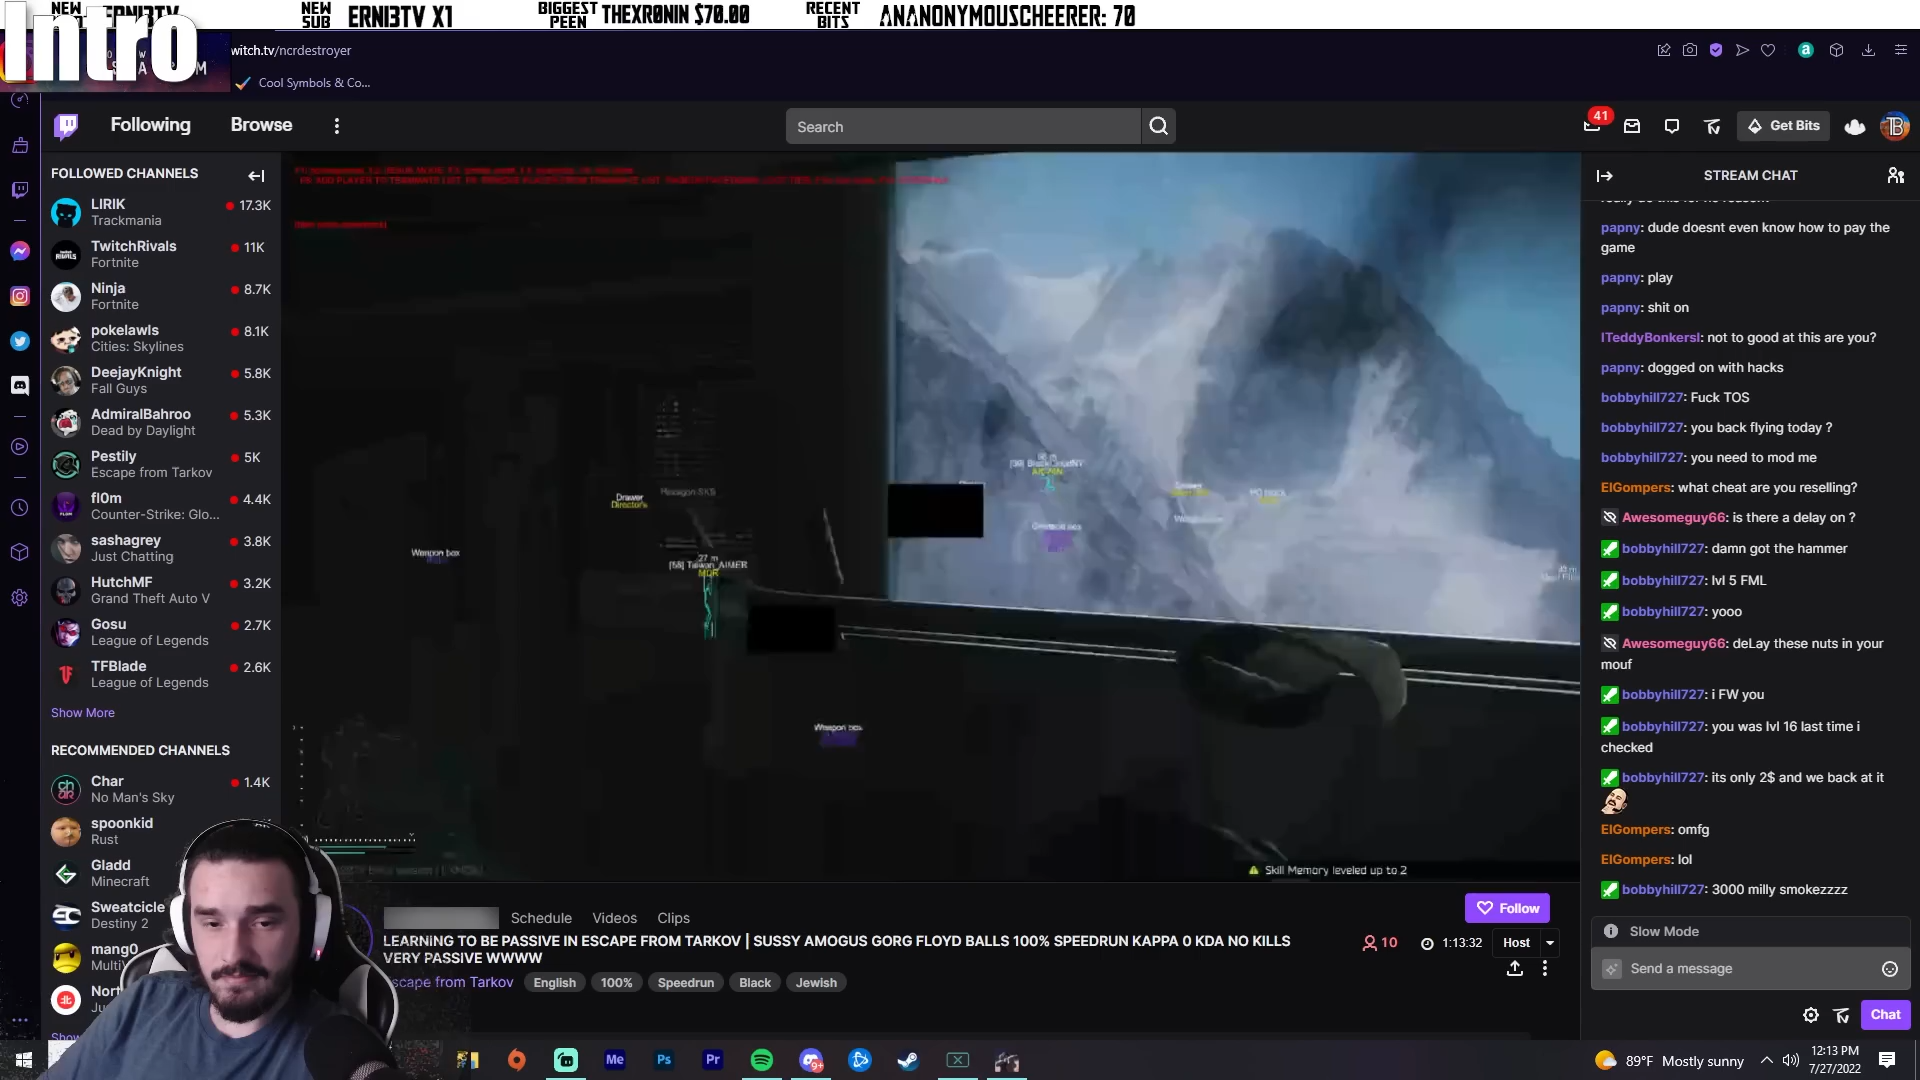 NEW SUB ERNI3TV X1
BIGGEST PEEN THEXR0NIN $70.00
RECENT BITS ANANONYMOUSCHEERER: 70
Intro
witch.tv/ncrdestroyer
Cool Symbols & Co...
Following
Browse
Search
41
Get Bits
FOLLOWED CHANNELS
LIRIK
17.3K
Trackmania
TwitchRivals
11K
Fortnite
Ninja
8.7K
Fortnite
pokelawls
8.1K
Cities: Skylines
DeejayKnight
5.8K
Fall Guys
AdmiralBahroo
5.3K
Dead by Daylight
Pestily
5K
Escape from Tarkov
fl0m
4.4K
Counter-Strike: Glo...
sashagrey
3.8K
Just Chatting
HutchMF
3.2K
Grand Theft Auto V
Gosu
2.7K
League of Legends
TFBlade
2.6K
League of Legends
Show More
RECOMMENDED CHANNELS
Char
1.4K
No Man's Sky
spoonkid
Rust
Gladd
Minecraft
Sweatcicle
Destiny 2
mang0
Drawer
Weapon box
27 m
[58] Taiwan_AIMER
MDR
Weapon box
Skill Memory leveled up to 2
Schedule
Videos
Clips
Follow
LEARNING TO BE PASSIVE IN ESCAPE FROM TARKOV | SUSSY AMOGUS GORG FLOYD BALLS 100% SPEEDRUN KAPPA 0 KDA NO KILLS
VERY PASSIVE WWWW
10
1:13:32
Host
scape from Tarkov
English
100%
Speedrun
Black
Jewish
STREAM CHAT
papny: dude doesnt even know how to pay the
game
papny: play
papny: shit on
ITeddyBonkersI: not to good at this are you?
papny: dogged on with hacks
bobbyhill727: Fuck TOS
bobbyhill727: you back flying today ?
bobbyhill727: you need to mod me
ElGompers: what cheat are you reselling?
Awesomeguy66: is there a delay on ?
bobbyhill727: damn got the hammer
bobbyhill727: lvl 5 FML
bobbyhill727: yooo
Awesomeguy66: deLay these nuts in your
mouf
bobbyhill727: i FW you
bobbyhill727: you was lvl 16 last time i
checked
bobbyhill727: its only 2$ and we back at it
ElGompers: omfg
ElGompers: lol
bobbyhill727: 3000 milly smokezzzz
Slow Mode
Send a message
Chat
Me
Ps
Pr
9+
89°F Mostly sunny
12:13 PM
7/27/2022